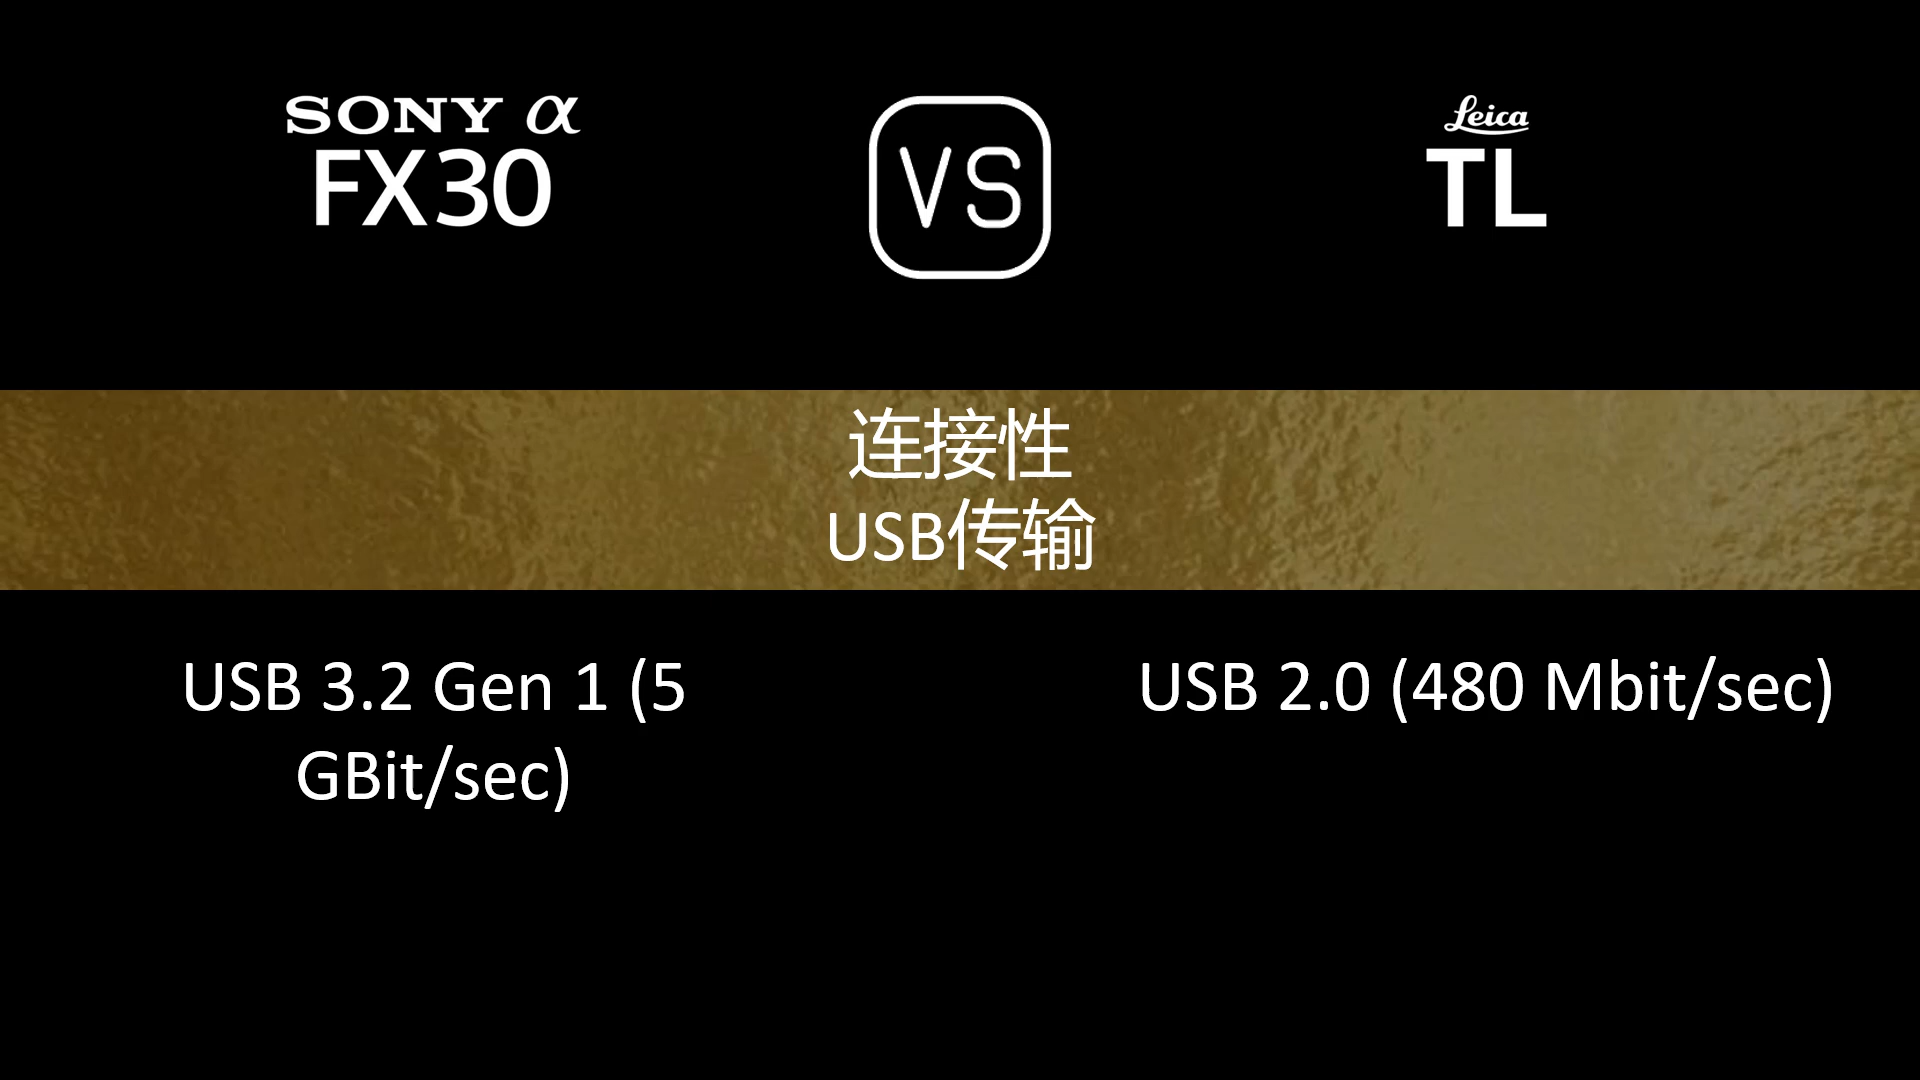 SONY α
FX30
VS
Leica
TL
连接性
USB传输
USB 3.2 Gen 1 (5
GBit/sec)
USB 2.0 (480 Mbit/sec)